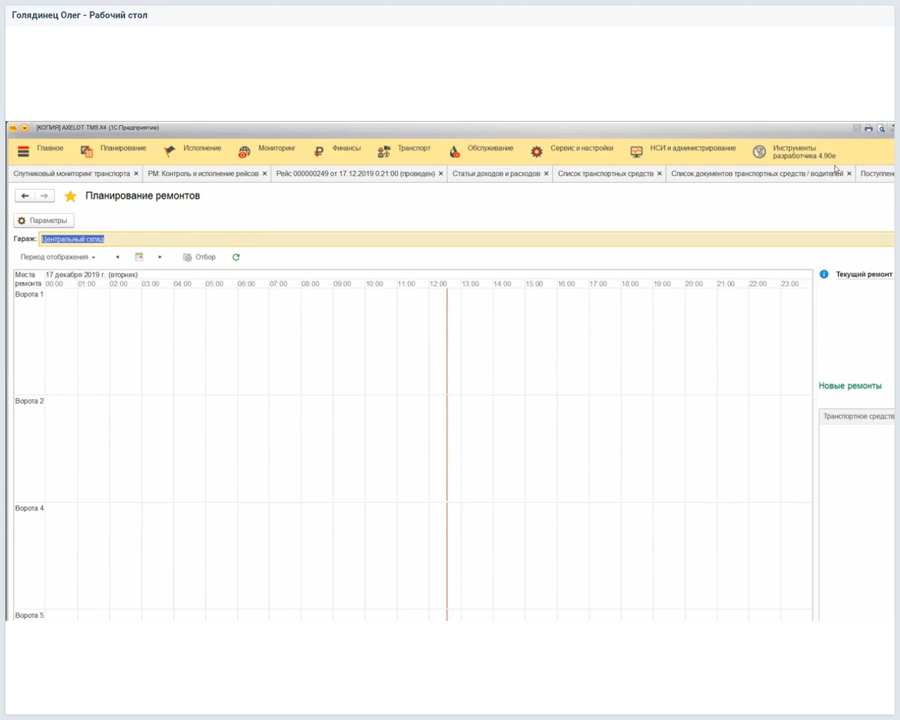 Голядинец Олег - Рабочий стол
[КОПИЯ] AXELOT TMS X4 (1С:Предприятие)
Главное Планирование Исполнение Мониторинг Финансы Транспорт Обслуживание Сервис и настройки НСИ и администрирование Инструменты разработчика 4.90e
Спутниковый мониторинг транспорта × РМ: Контроль и исполнение рейсов × Рейс 000000249 от 17.12.2019 0:21:00 (проведен) × Статьи доходов и расходов × Список транспортных средств × Список документов транспортных средств / водителей × Поступлен
Планирование ремонтов
Параметры
Гараж: Центральный склад
Период отображения Отбор
Места ремонта
17 декабря 2019 г. (вторник)
00:00 01:00 02:00 03:00 04:00 05:00 06:00 07:00 08:00 09:00 10:00 11:00 12:00 13:00 14:00 15:00 16:00 17:00 18:00 19:00 20:00 21:00 22:00 23:00
Ворота 1
Ворота 2
Ворота 4
Ворота 5
Текущий ремонт
Новые ремонты
Транспортное средств